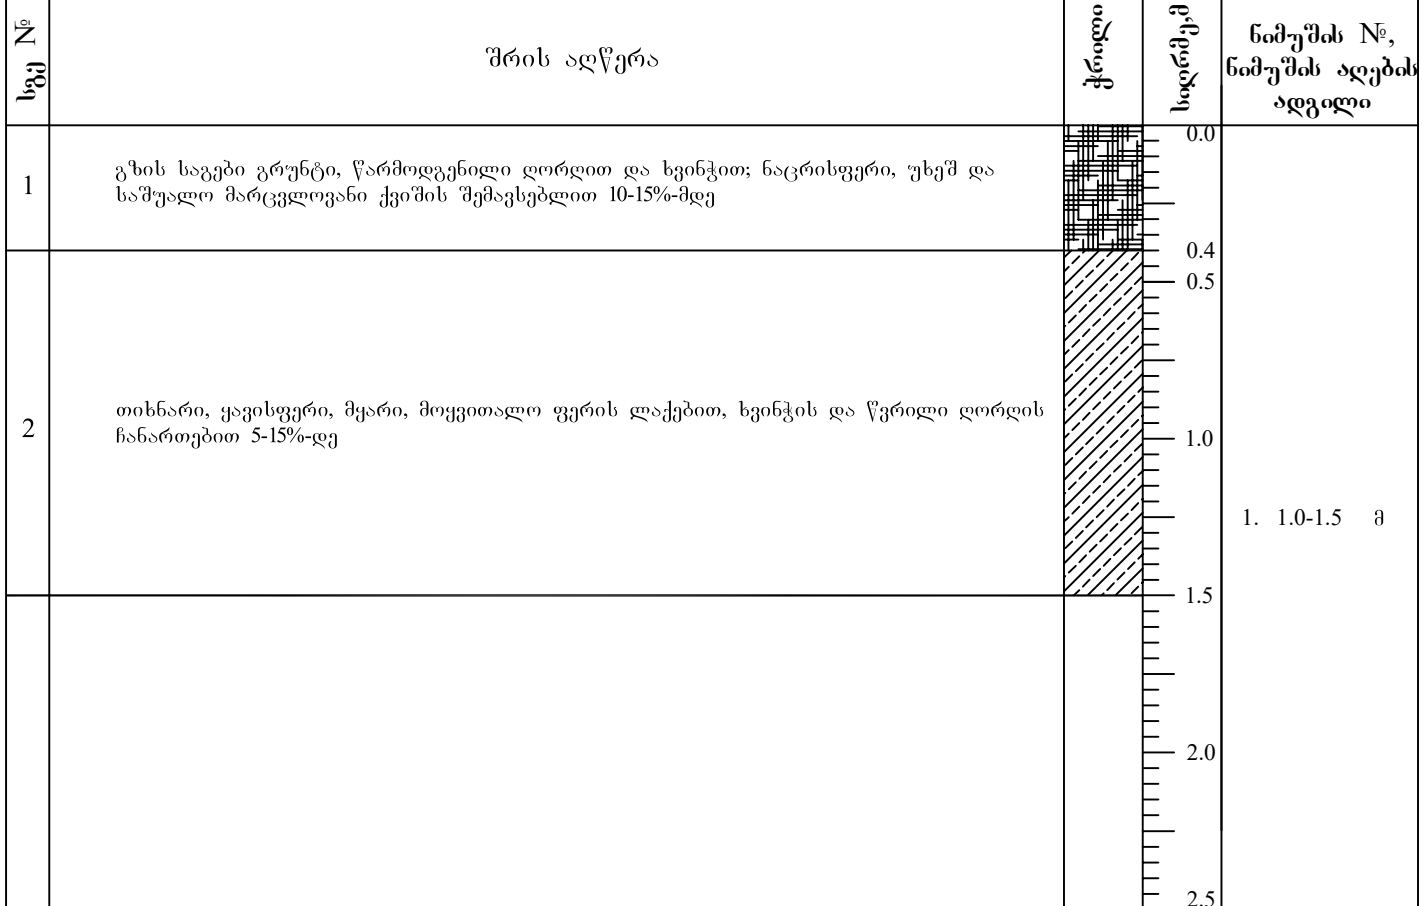 სგე №
შრის აღწერა
ჭრილი
სიღრმე,მ
ნიმუშის №,
ნიმუშის აღების
ადგილი
1
გზის საგები გრუნტი, წარმოდგენილი ღორღით და ხვინჭით; ნაცრისფერი, უხეშ და
საშუალო მარცვლოვანი ქვიშის შემავსებლით 10-15%-მდე
0.0
0.4
0.5
2
თიხნარი, ყავისფერი, მყარი, მოყვითალო ფერის ლაქებით, ხვინჭის და წვრილი ღორღის
ჩანართებით 5-15%-დე
1.0
1. 1.0-1.5 მ
1.5
2.0
2.5